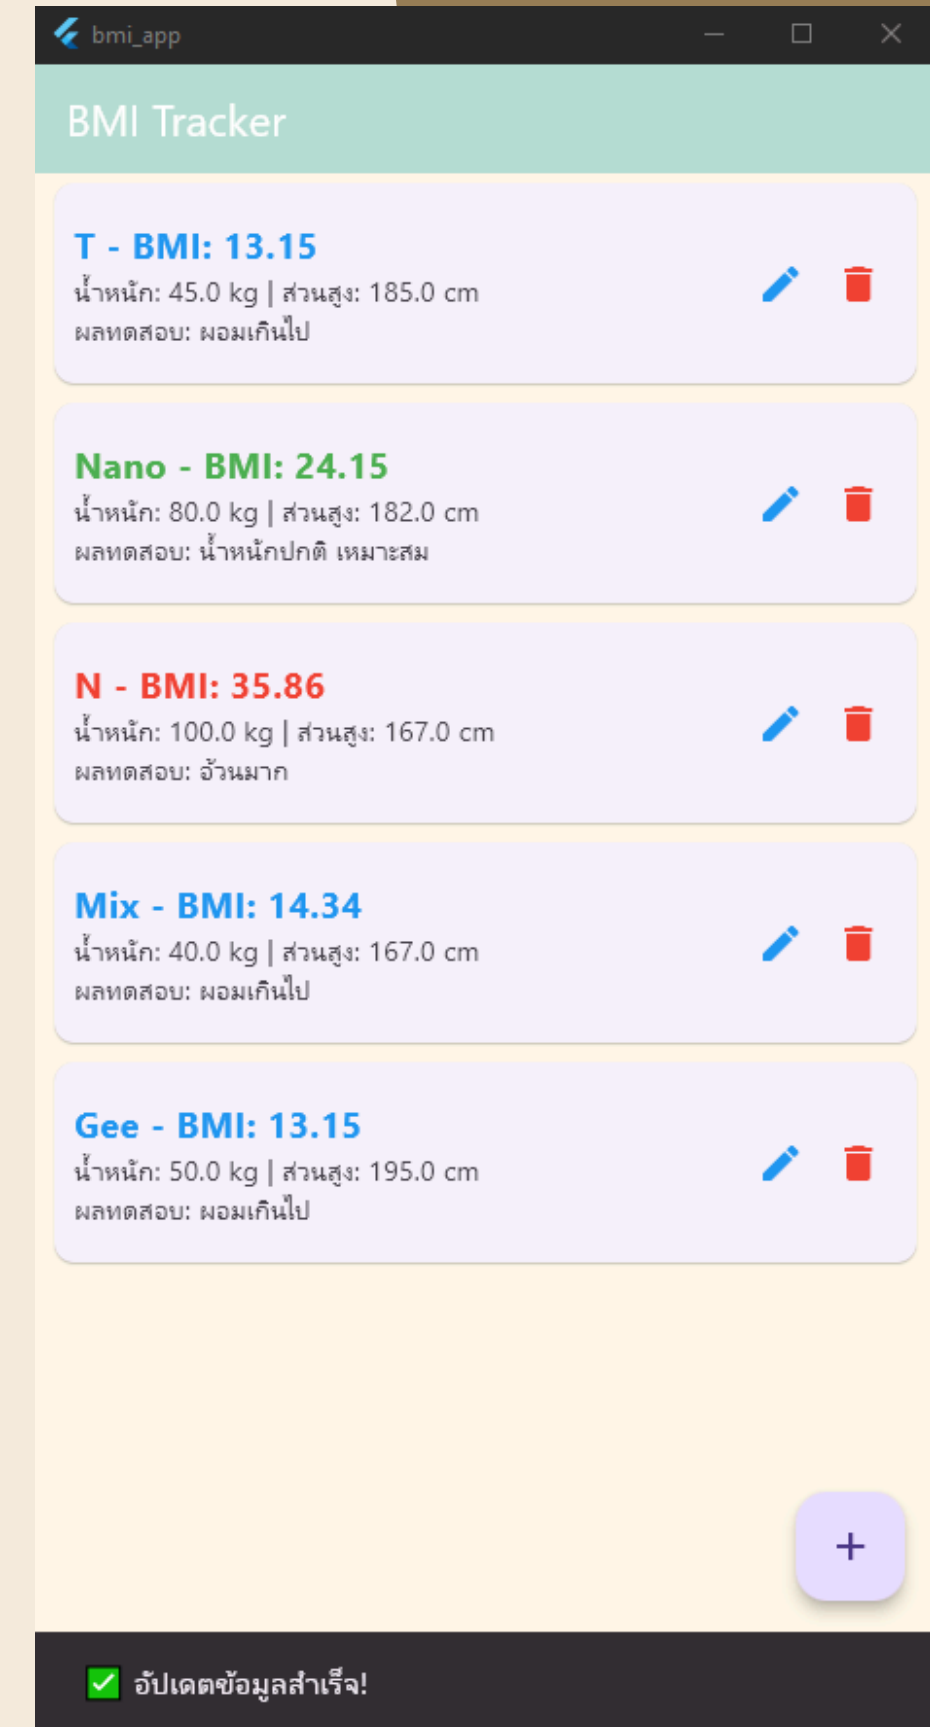 bmi_app
BMI Tracker
T - BMI: 13.15
น้ำหนัก: 45.0 kg | ส่วนสูง: 185.0 cm
ผลทดสอบ: ผอมเกินไป
Nano - BMI: 24.15
น้ำหนัก: 80.0 kg | ส่วนสูง: 182.0 cm
ผลทดสอบ: น้ำหนักปกติ เหมาะสม
N - BMI: 35.86
น้ำหนัก: 100.0 kg | ส่วนสูง: 167.0 cm
ผลทดสอบ: อ้วนมาก
Mix - BMI: 14.34
น้ำหนัก: 40.0 kg | ส่วนสูง: 167.0 cm
ผลทดสอบ: ผอมเกินไป
Gee - BMI: 13.15
น้ำหนัก: 50.0 kg | ส่วนสูง: 195.0 cm
ผลทดสอบ: ผอมเกินไป
+
✅ อัปเดตข้อมูลสำเร็จ!